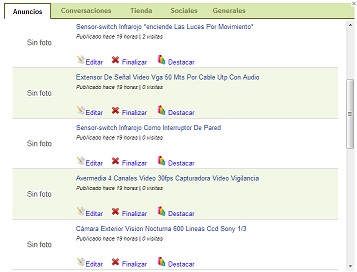 Anuncios Conversaciones Tienda Sociales Generales
Sensor-switch Infrarojo "enciende Las Luces Por Movimiento"
Sin foto
Publicado hace 19 horas | 2 visitas
Editar Finalizar Destacar
Extensor De Señal Video Vga 50 Mts Por Cable Utp Con Audio
Sin foto
Publicado hace 19 horas | 0 visitas
Editar Finalizar Destacar
Sensor-switch Infrarojo Como Interruptor De Pared
Sin foto
Publicado hace 19 horas | 0 visitas
Editar Finalizar Destacar
Avermedia 4 Canales Video 30fps Capturadora Video Vigilancia
Sin foto
Publicado hace 19 horas | 0 visitas
Editar Finalizar Destacar
Cámara Exterior Vision Nocturna 600 Lineas Ccd Sony 1/3
Sin foto
Publicado hace 19 horas | 0 visitas
Editar Finalizar Destacar